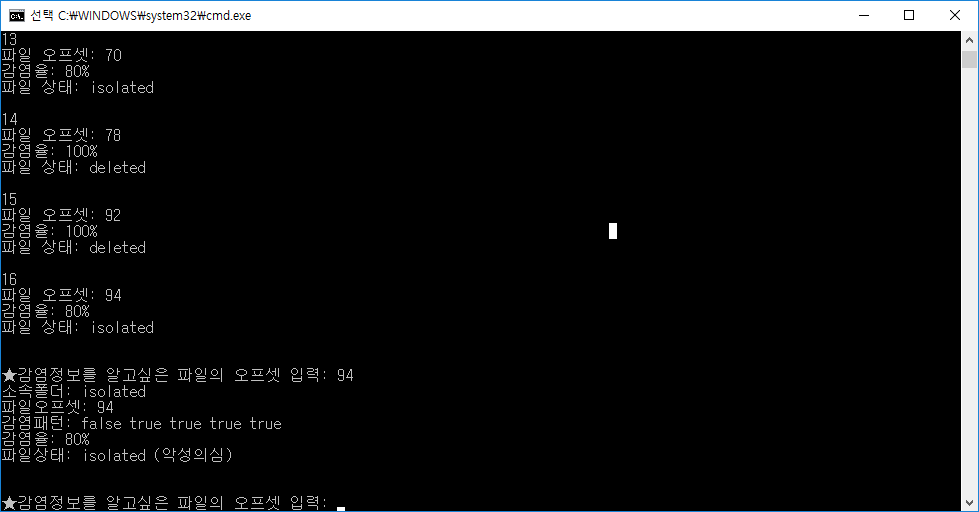 선택 C:₩WINDOWS₩system32₩cmd.exe
13
파일 오프셋: 70
감염율: 80%
파일 상태: isolated
14
파일 오프셋: 78
감염율: 100%
파일 상태: deleted
15
파일 오프셋: 92
감염율: 100%
파일 상태: deleted
16
파일 오프셋: 94
감염율: 80%
파일 상태: isolated
★감염정보를 알고싶은 파일의 오프셋 입력: 94
소속폴더: isolated
파일오프셋: 94
감염패턴: false true true true true
감염율: 80%
파일상태: isolated (악성의심)
★감염정보를 알고싶은 파일의 오프셋 입력: